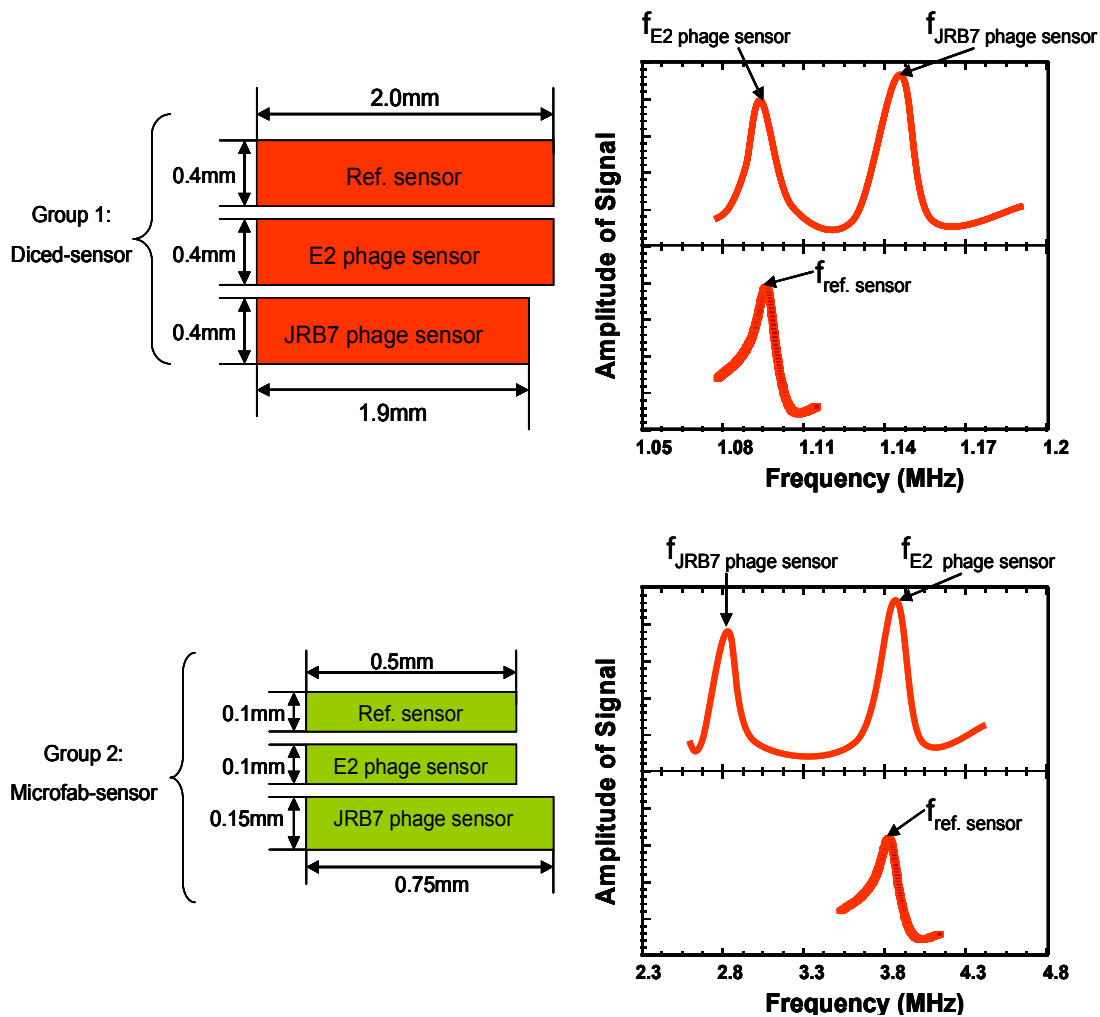 Group 1:
Diced-sensor
2.0mm
0.4mm
Ref. sensor
0.4mm
E2 phage sensor
0.4mm
JRB7 phage sensor
1.9mm
fE2 phage sensor
fJRB7 phage sensor
fref. sensor
Amplitude of Signal
1.05 1.08 1.11 1.14 1.17 1.2
Frequency (MHz)
Group 2:
Microfab-sensor
0.5mm
0.1mm
Ref. sensor
0.1mm
E2 phage sensor
0.15mm
JRB7 phage sensor
0.75mm
fJRB7 phage sensor
fE2 phage sensor
fref. sensor
Amplitude of Signal
2.3 2.8 3.3 3.8 4.3 4.8
Frequency (MHz)